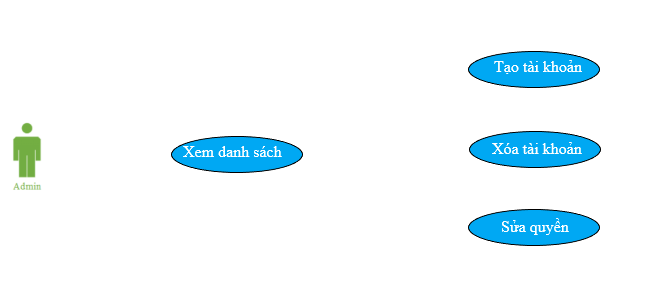 Admin
Xem danh sách
Tạo tài khoản
Xóa tài khoản
Sửa quyền